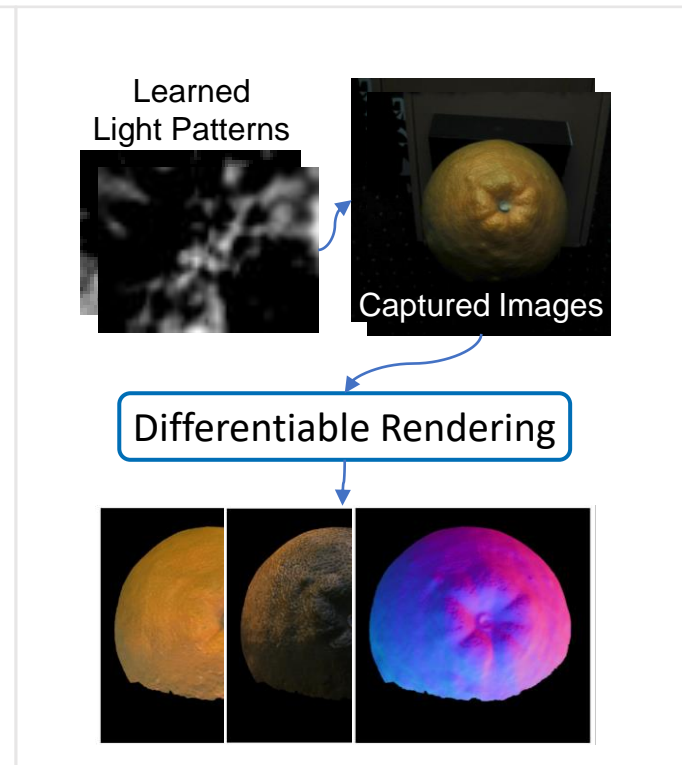 Learned
Light Patterns
Captured Images
Differentiable Rendering